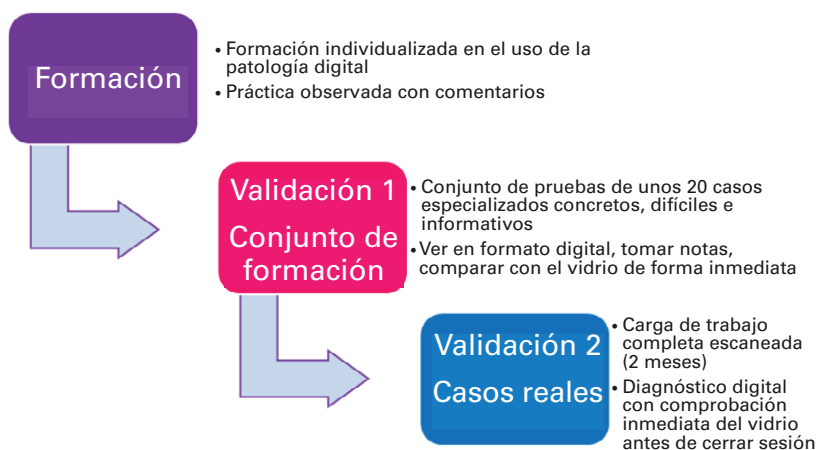 Formación
• Formación individualizada en el uso de la
patología digital
• Práctica observada con comentarios
Validación 1
Conjunto de
formación
• Conjunto de pruebas de unos 20 casos
especializados concretos, difíciles e
informativos
• Ver en formato digital, tomar notas,
comparar con el vidrio de forma inmediata
Validación 2
Casos reales
• Carga de trabajo
completa escaneada
(2 meses)
• Diagnóstico digital
con comprobación
inmediata del vidrio
antes de cerrar sesión